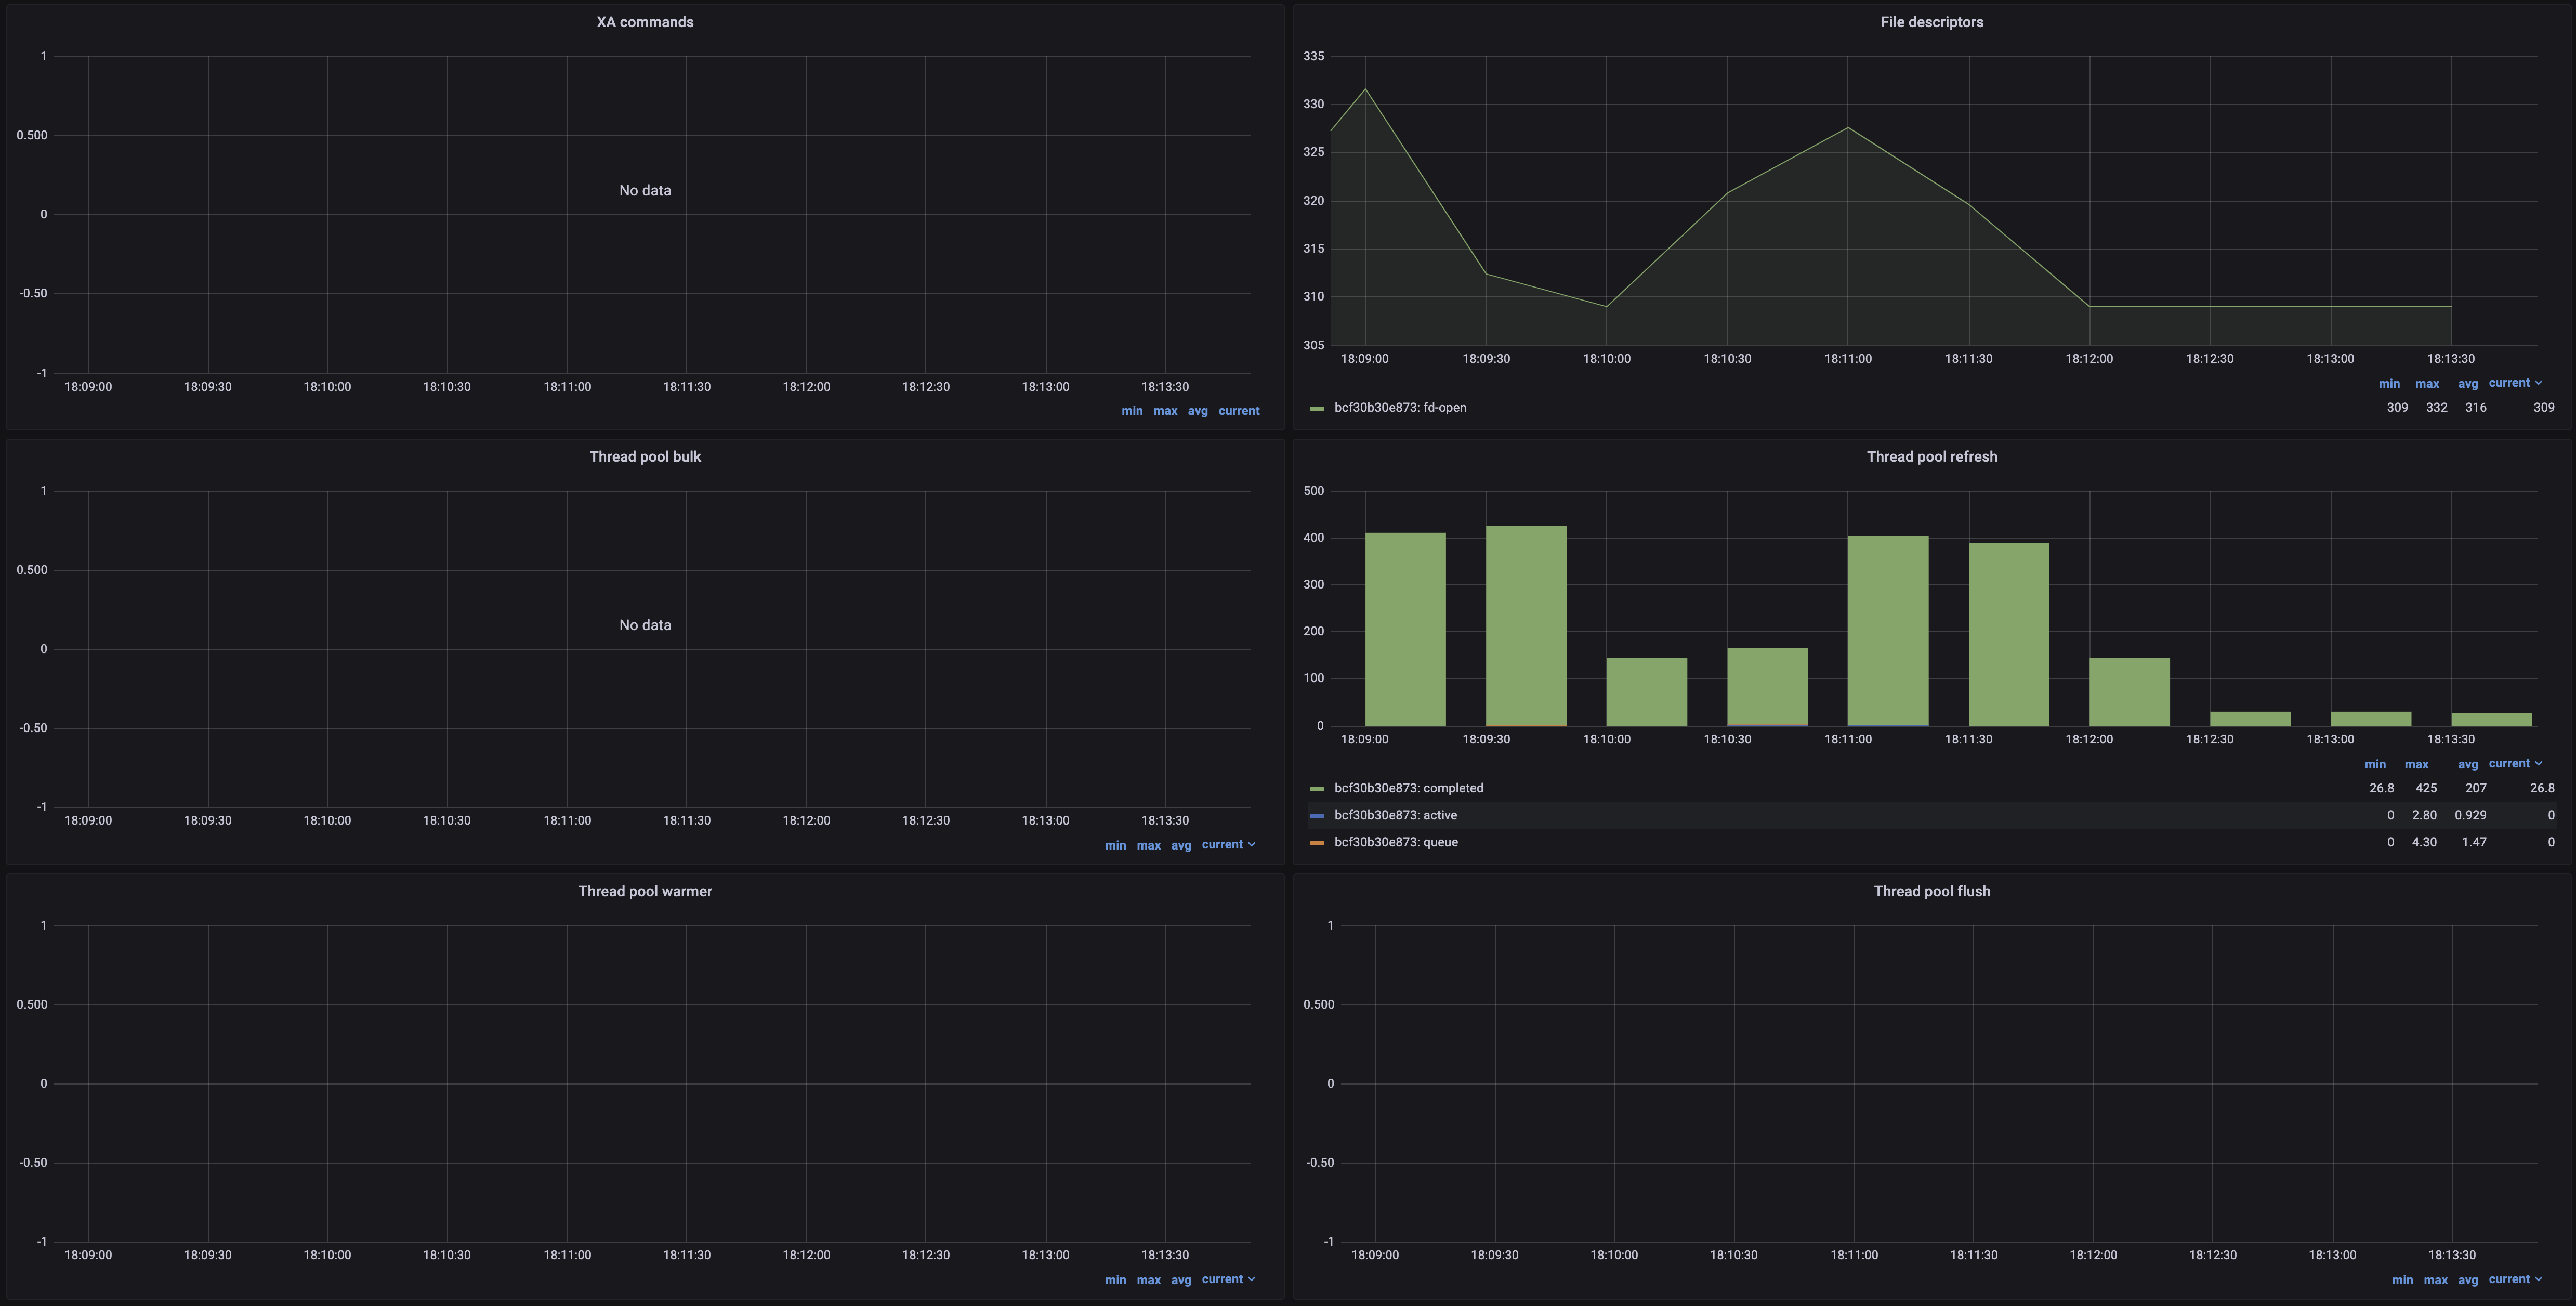 XA commands
1
0.500
No data
0
-0.50
-1
18:09:00 18:09:30 18:10:00 18:10:30 18:11:00 18:11:30 18:12:00 18:12:30 18:13:00 18:13:30
min max avg current
File descriptors
335
330
325
320
315
310
305
18:09:00 18:09:30 18:10:00 18:10:30 18:11:00 18:11:30 18:12:00 18:12:30 18:13:00 18:13:30
min max avg current
bcf30b30e873: fd-open 309 332 316 309
Thread pool bulk
1
0.500
No data
0
-0.50
-1
18:09:00 18:09:30 18:10:00 18:10:30 18:11:00 18:11:30 18:12:00 18:12:30 18:13:00 18:13:30
min max avg current
Thread pool refresh
500
400
300
200
100
0
18:09:00 18:09:30 18:10:00 18:10:30 18:11:00 18:11:30 18:12:00 18:12:30 18:13:00 18:13:30
min max avg current
bcf30b30e873: completed 26.8 425 207 26.8
bcf30b30e873: active 0 2.80 0.929 0
bcf30b30e873: queue 0 4.30 1.47 0
Thread pool warmer
1
0.500
0
-0.50
-1
18:09:00 18:09:30 18:10:00 18:10:30 18:11:00 18:11:30 18:12:00 18:12:30 18:13:00 18:13:30
min max avg current
Thread pool flush
1
0.500
0
-0.50
-1
18:09:00 18:09:30 18:10:00 18:10:30 18:11:00 18:11:30 18:12:00 18:12:30 18:13:00 18:13:30
min max avg current